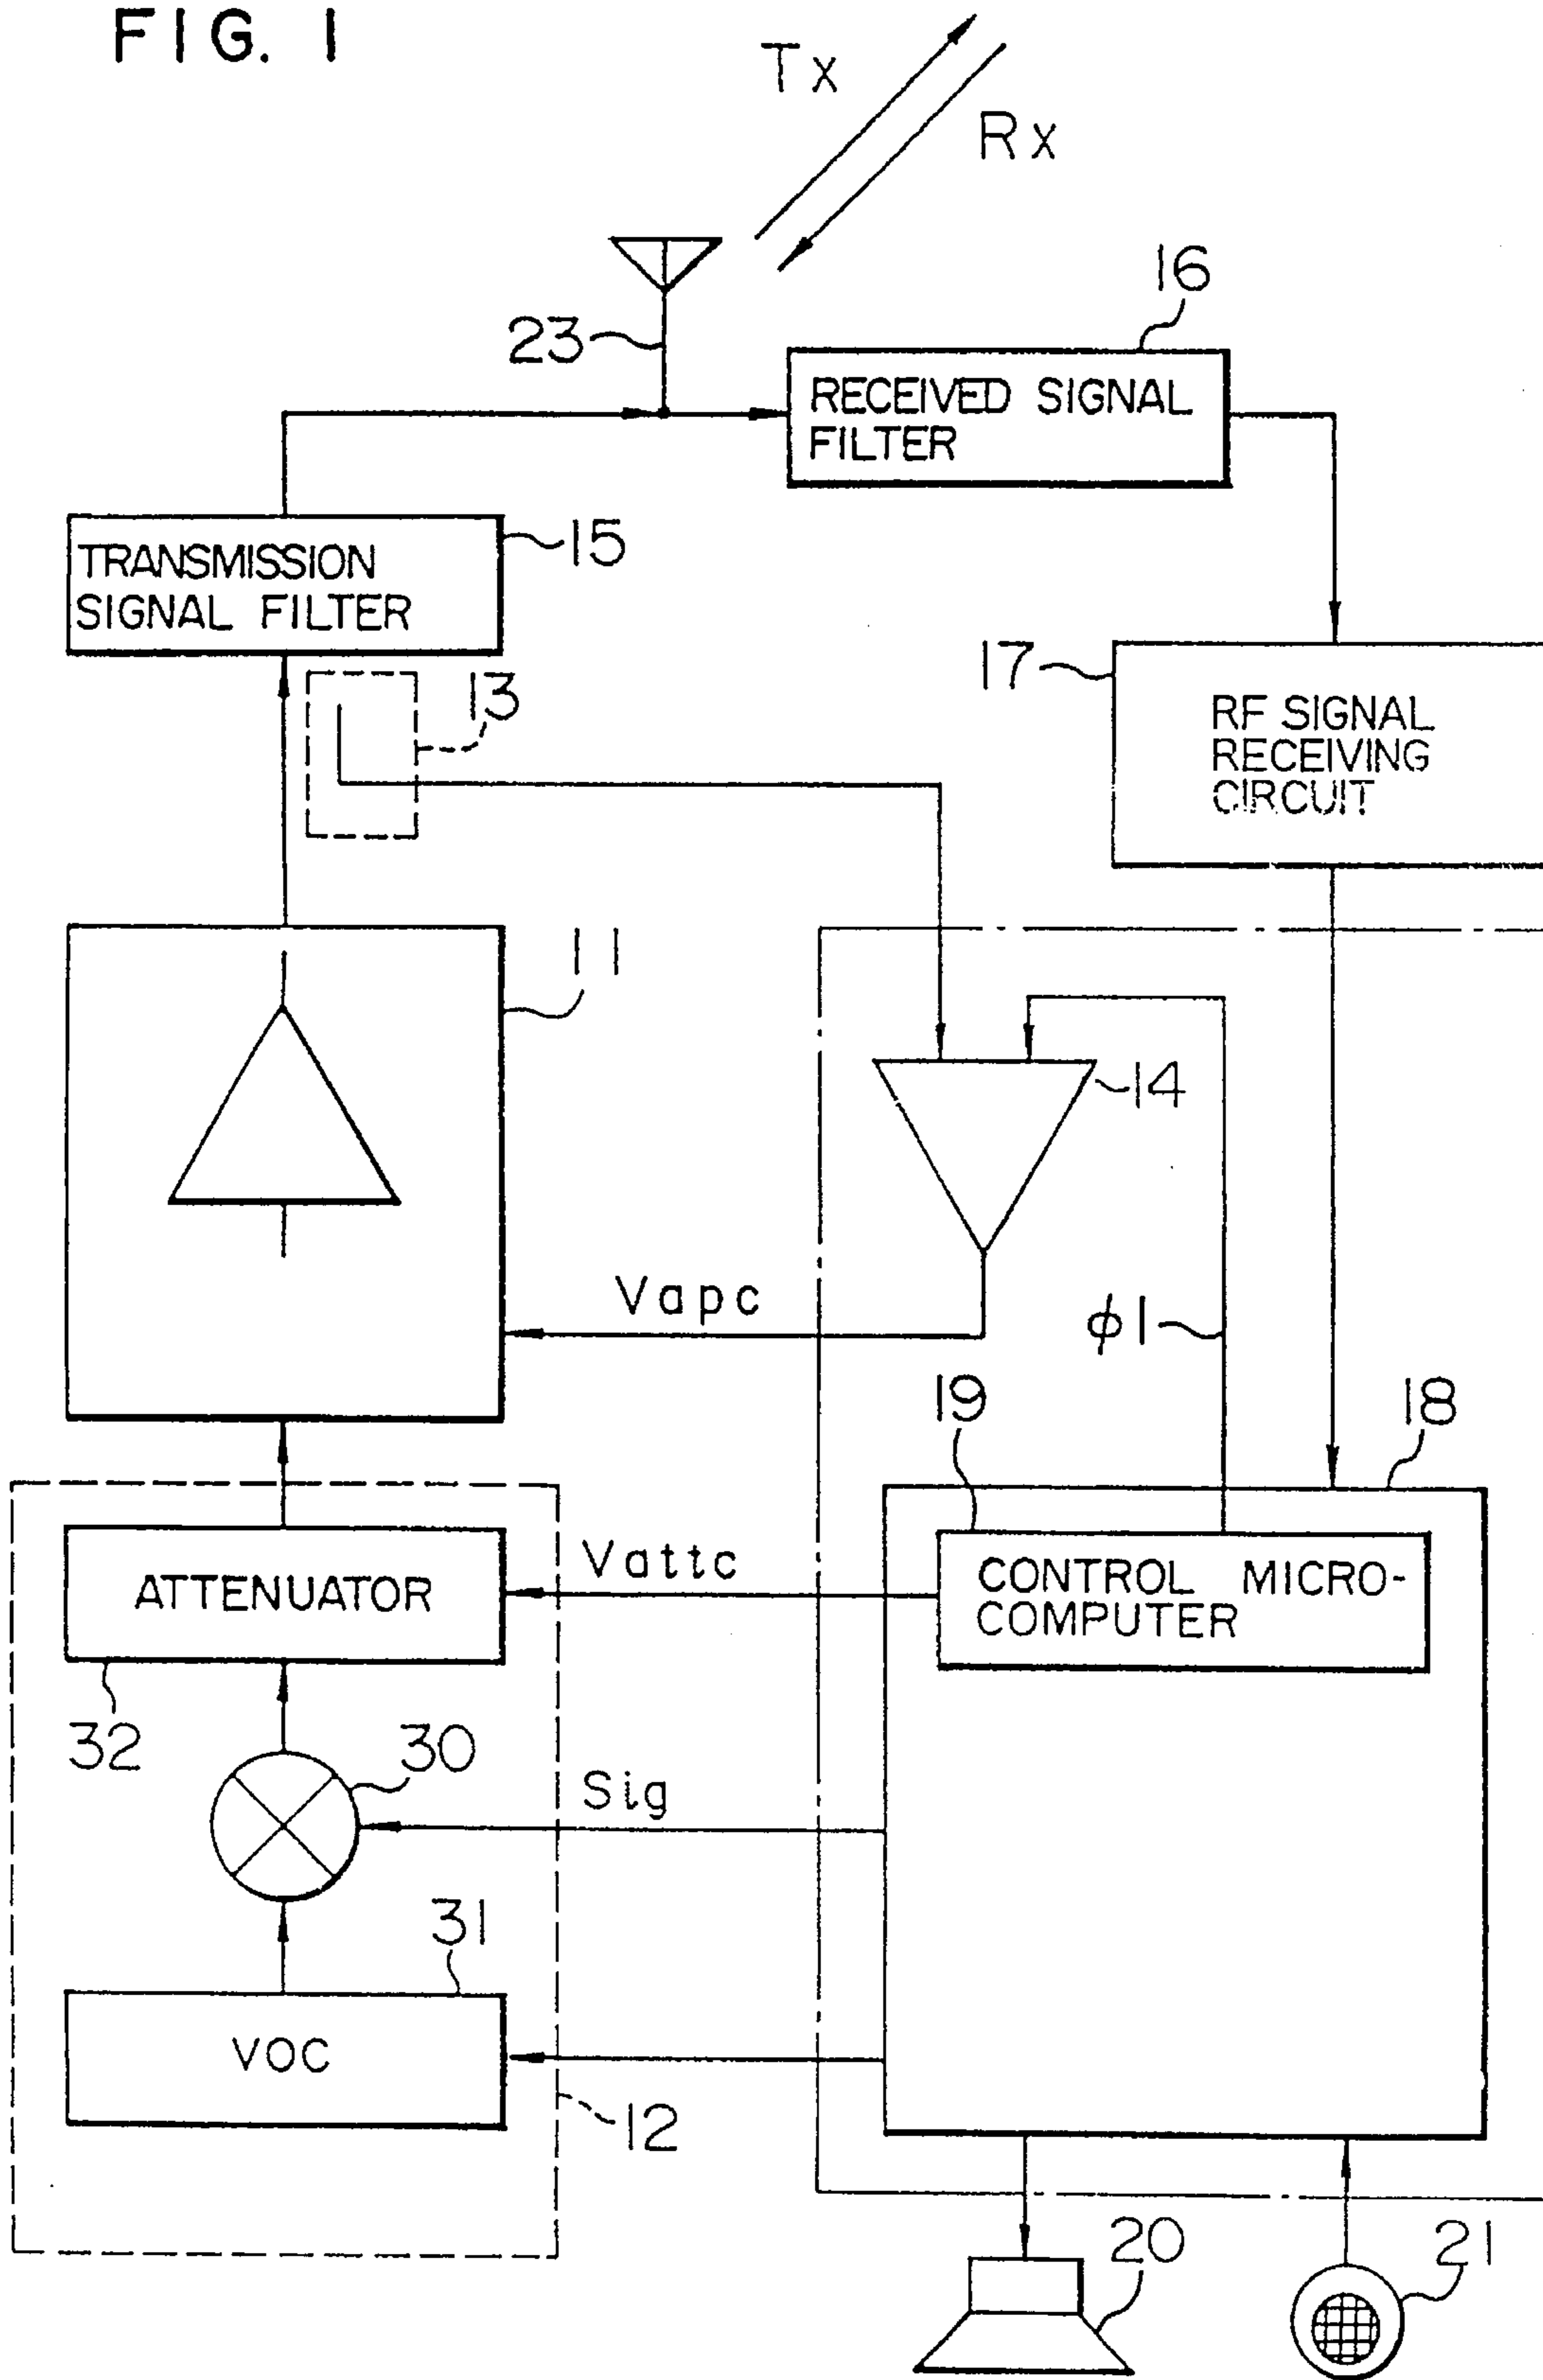 FIG. 1
Tx
Rx
16
23
RECEIVED SIGNAL
FILTER
15
TRANSMISSION
SIGNAL FILTER
17
13
RF SIGNAL
RECEIVING
CIRCUIT
11
14
Vapc
φ1
19
18
Vattc
ATTENUATOR
CONTROL MICRO-
COMPUTER
32
30
Sig
31
VOC
12
20
21